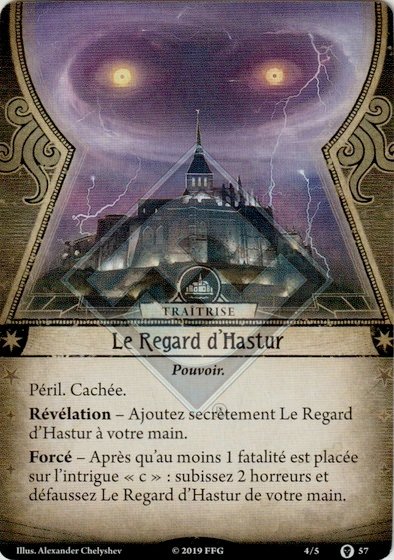 TRAÎTRISE
Le Regard d'Hastur
Pouvoir.
Péril. Cachée.
Révélation – Ajoutez secrètement Le Regard
d'Hastur à votre main.
Forcé – Après qu'au moins 1 fatalité est placée
sur l'intrigue « c » : subissez 2 horreurs et
défaussez Le Regard d'Hastur de votre main.
Illus. Alexander Chelyshev © 2019 FFG 4/5 57